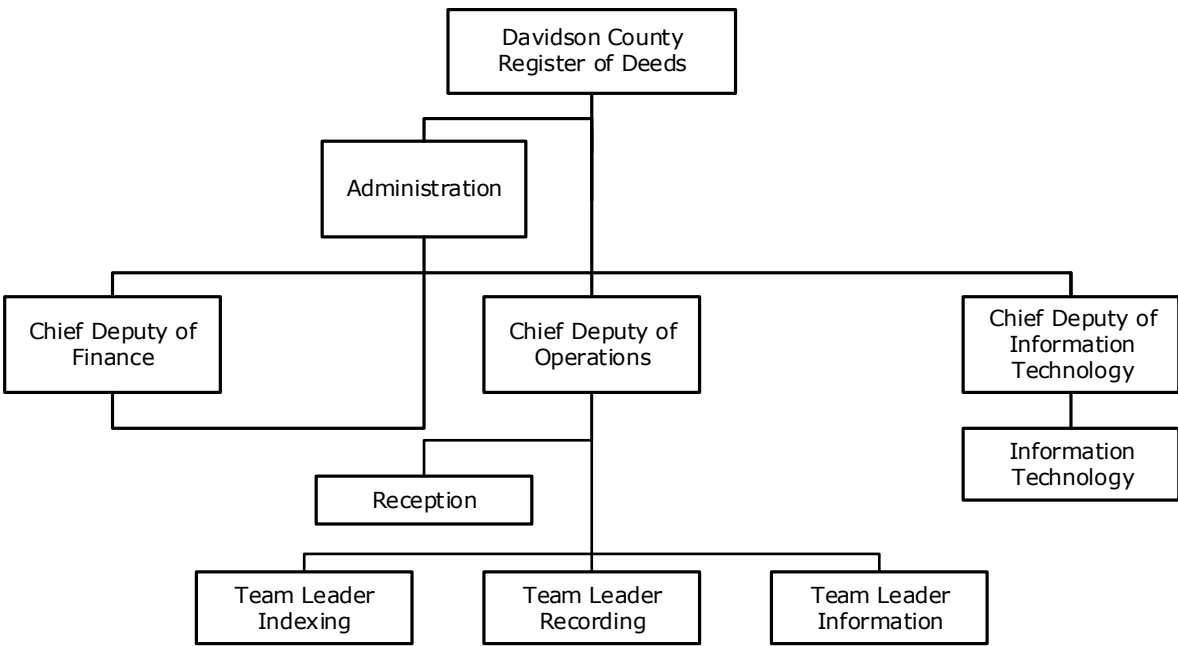 Davidson County
Register of Deeds
Administration
Chief Deputy of
Finance
Chief Deputy of
Operations
Chief Deputy of
Information
Technology
Information
Technology
Reception
Team Leader
Indexing
Team Leader
Recording
Team Leader
Information